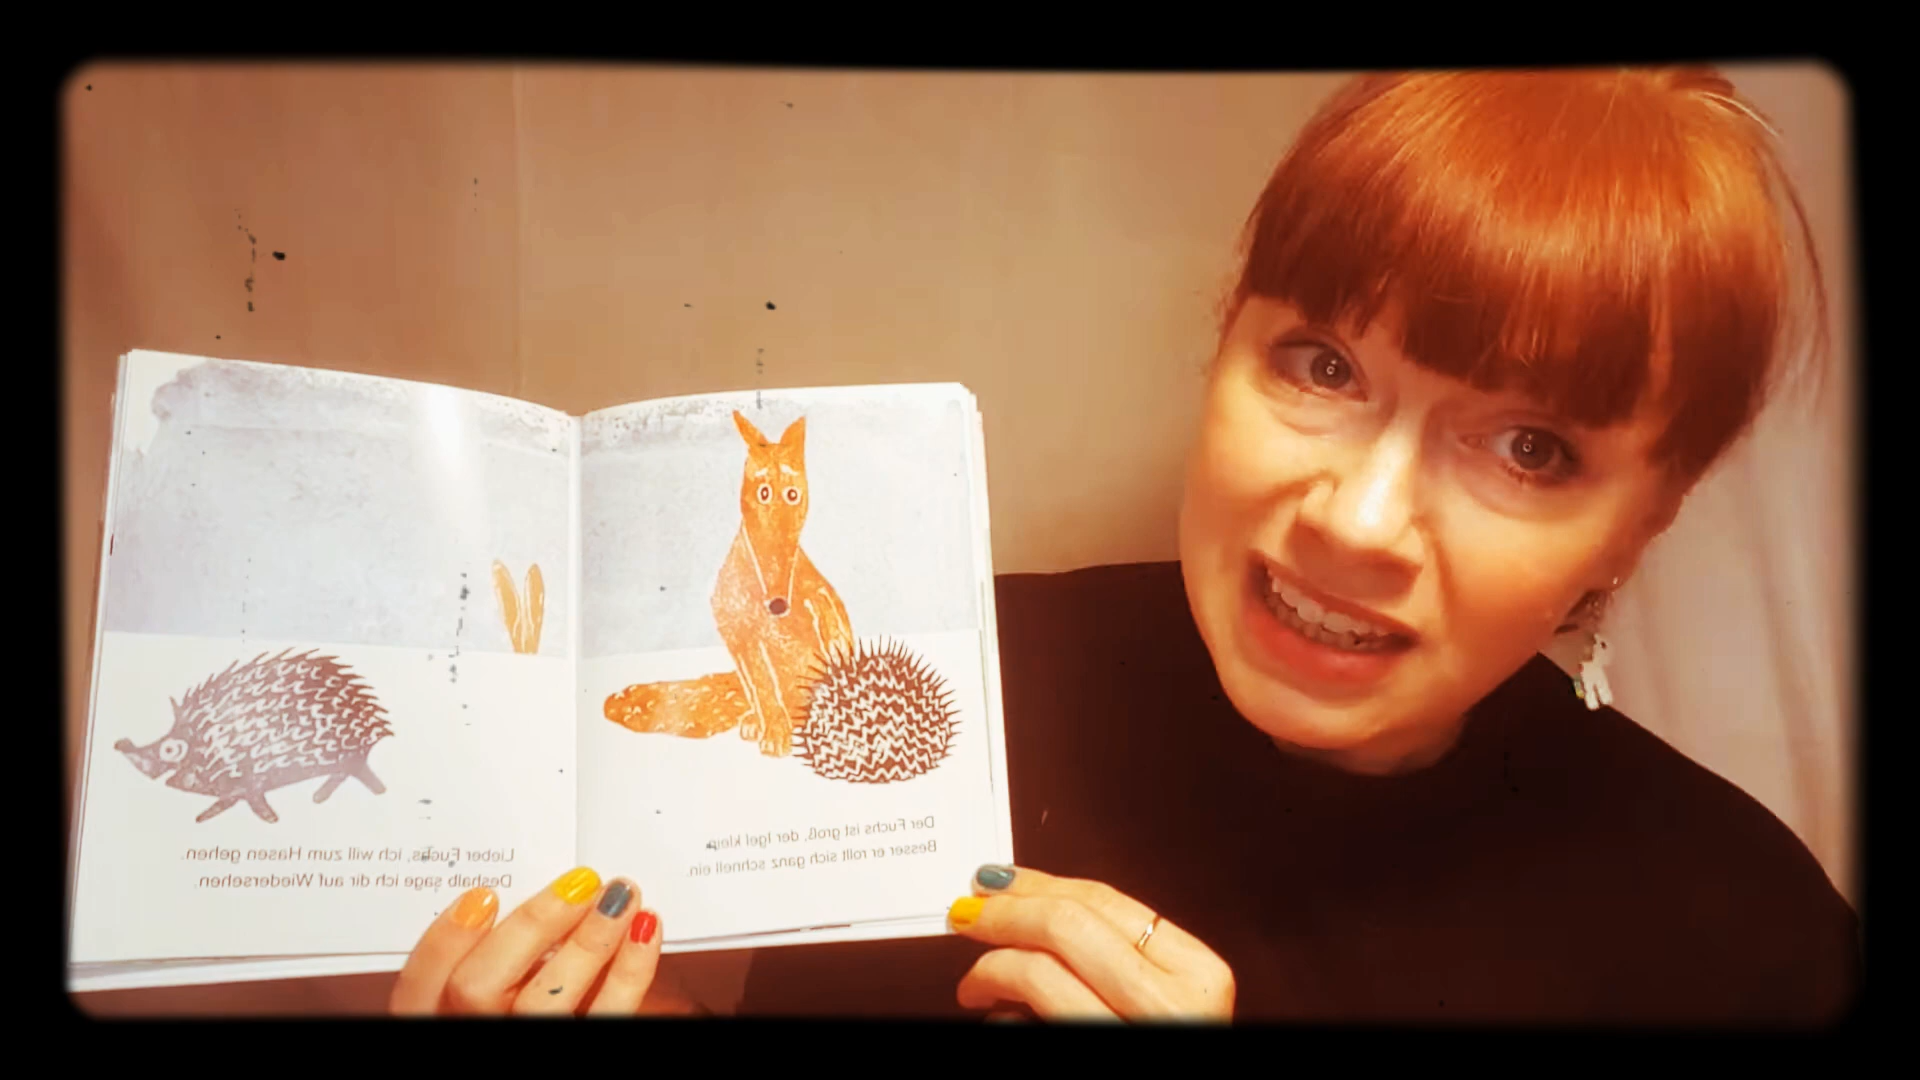 Der Fuchs ist groß, der Igel klein.
Besser er rollt sich ganz schnell ein.
Lieber Fuchs, ich will zum Hasen gehen.
Deshalb sage ich dir auf Wiedersehen.